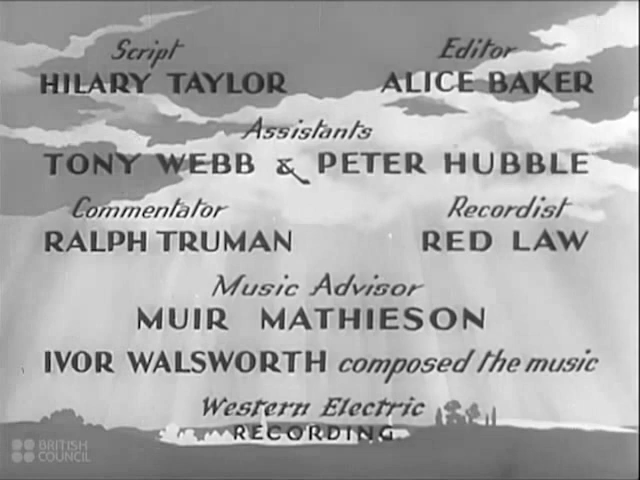 Script Editor
HILARY TAYLOR ALICE BAKER
Assistants
TONY WEBB & PETER HUBBLE
Commentator Recordist
RALPH TRUMAN RED LAW
Music Advisor
MUIR MATHIESON
IVOR WALSWORTH composed the music
Western Electric
RECORDING
BRITISH
COUNCIL